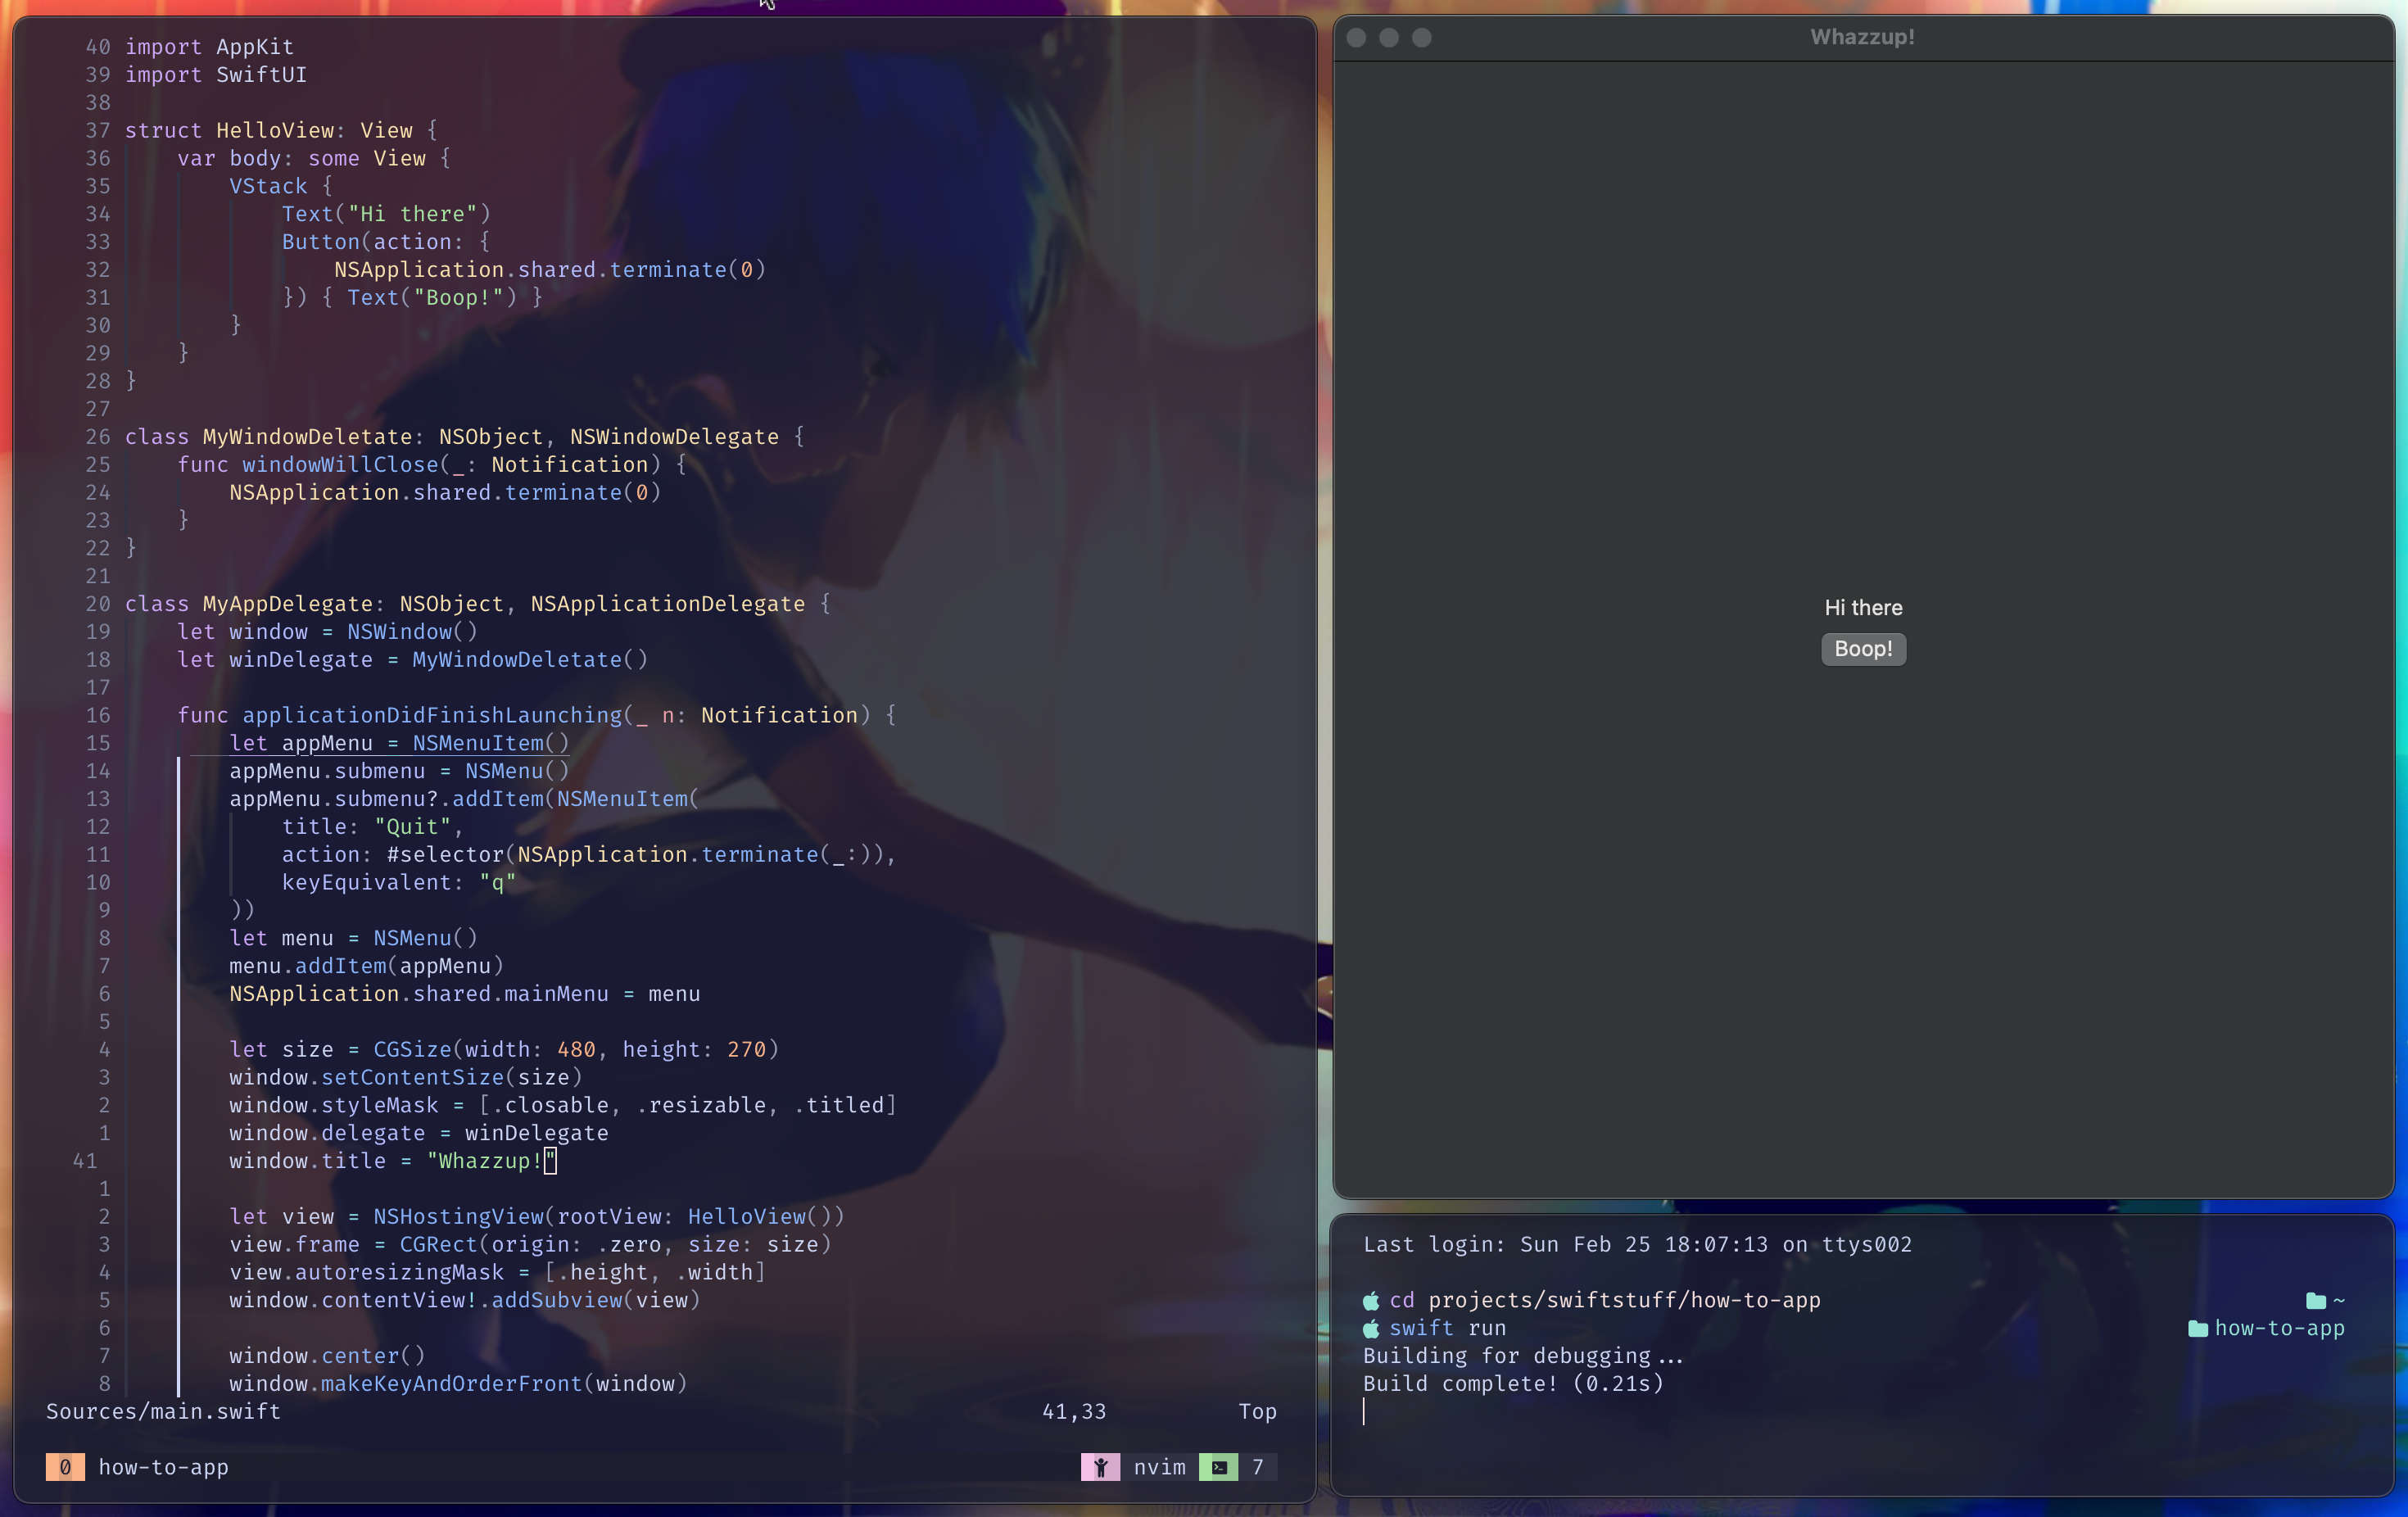 40 import AppKit
39 import SwiftUI
38
37 struct HelloView: View {
36     var body: some View {
35         VStack {
34             Text("Hi there")
33             Button(action: {
32                 NSApplication.shared.terminate(0)
31             }) { Text("Boop!") }
30         }
29     }
28 }
27
26 class MyWindowDeletate: NSObject, NSWindowDelegate {
25     func windowWillClose(_: Notification) {
24         NSApplication.shared.terminate(0)
23     }
22 }
21
20 class MyAppDelegate: NSObject, NSApplicationDelegate {
19     let window = NSWindow()
18     let winDelegate = MyWindowDeletate()
17
16     func applicationDidFinishLaunching(_ n: Notification) {
15         let appMenu = NSMenuItem()
14         appMenu.submenu = NSMenu()
13         appMenu.submenu?.addItem(NSMenuItem(
12             title: "Quit",
11             action: #selector(NSApplication.terminate(_:)),
10             keyEquivalent: "q"
9         ))
8         let menu = NSMenu()
7         menu.addItem(appMenu)
6         NSApplication.shared.mainMenu = menu
5
4         let size = CGSize(width: 480, height: 270)
3         window.setContentSize(size)
2         window.styleMask = [.closable, .resizable, .titled]
1         window.delegate = winDelegate
41         window.title = "Whazzup!"
1
2         let view = NSHostingView(rootView: HelloView())
3         view.frame = CGRect(origin: .zero, size: size)
4         view.autoresizingMask = [.height, .width]
5         window.contentView!.addSubview(view)
6
7         window.center()
8         window.makeKeyAndOrderFront(window)
Sources/main.swift 41,33 Top
0 how-to-app nvim 7
Whazzup!
Hi there
Boop!
Last login: Sun Feb 25 18:07:13 on ttys002
cd projects/swiftstuff/how-to-app ~
swift run how-to-app
Building for debugging...
Build complete! (0.21s)